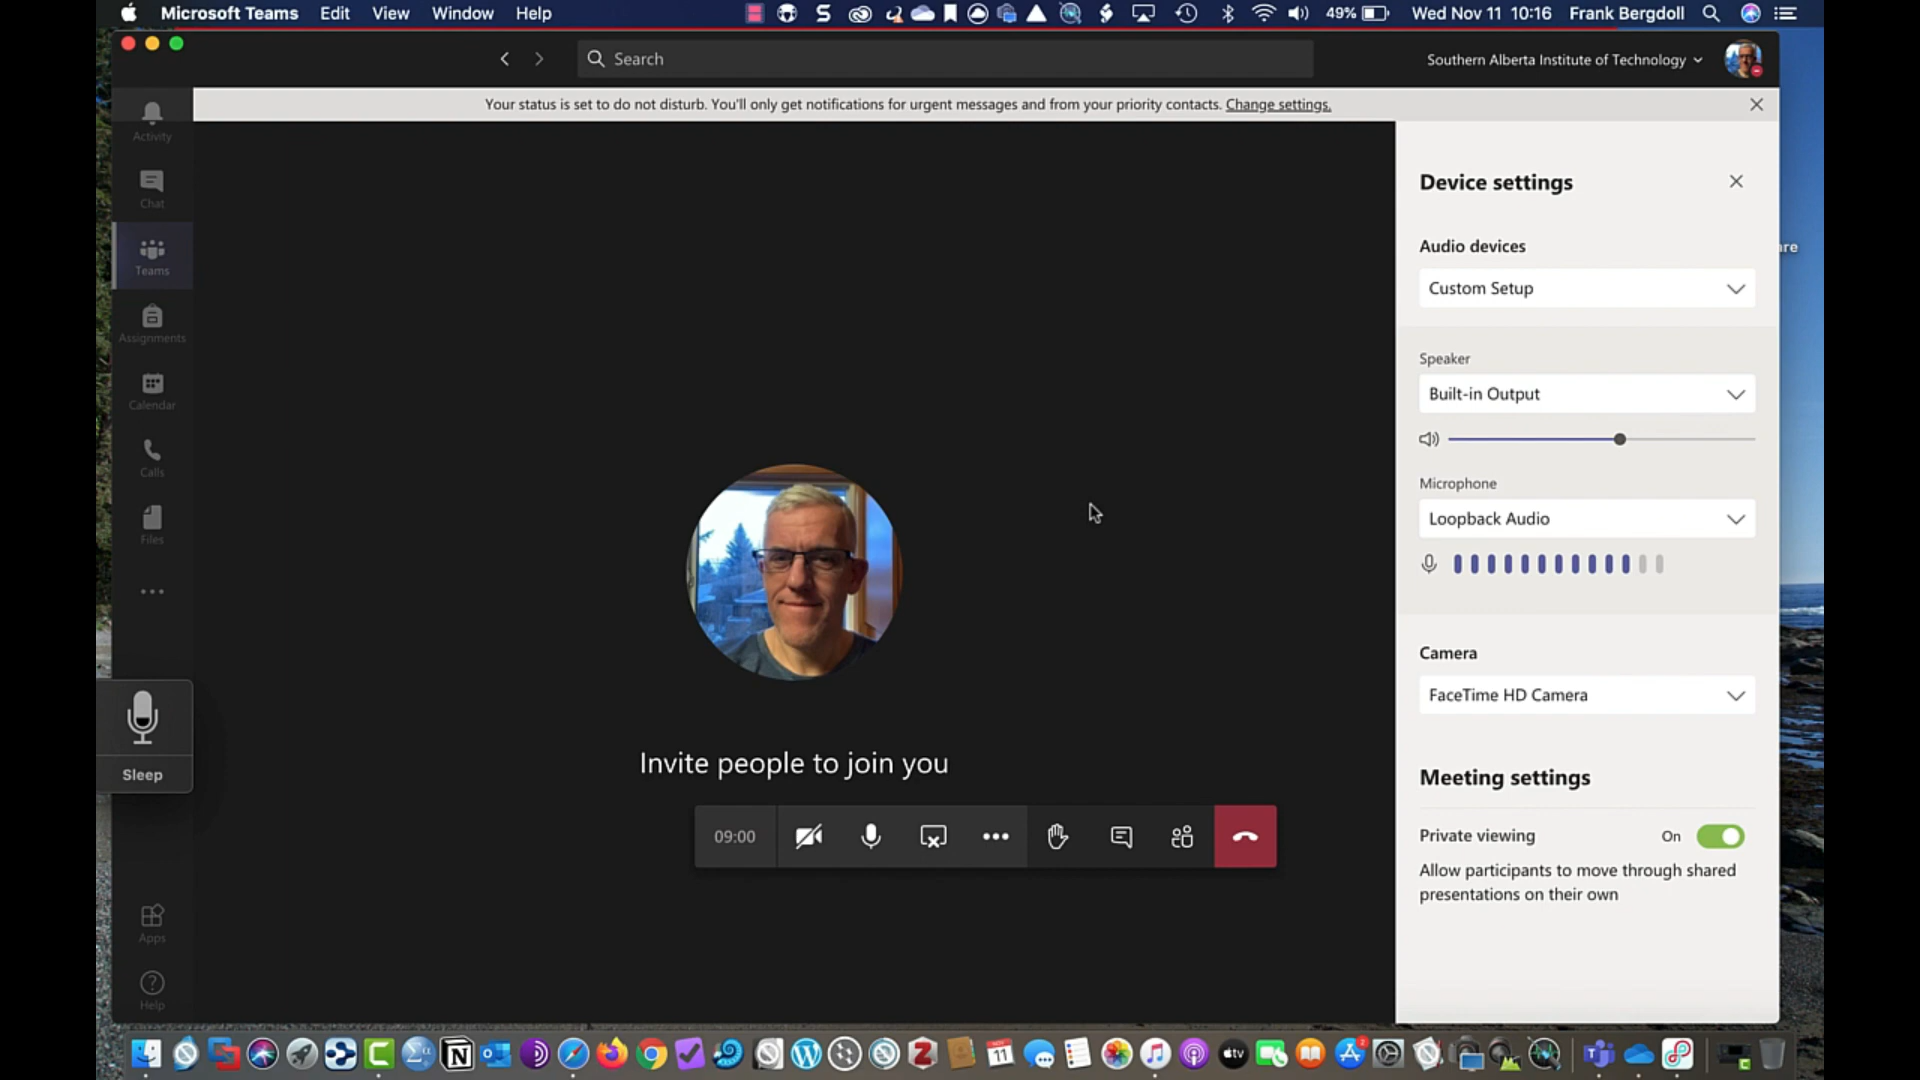 Microsoft Teams Edit View Window Help 49% Wed Nov 11 10:16 Frank Bergdoll
Search
Southern Alberta Institute of Technology
Your status is set to do not disturb. You'll only get notifications for urgent messages and from your priority contacts. Change settings.
Activity
Chat
Teams
Assignments
Calendar
Calls
Files
Sleep
Apps
Help
Invite people to join you
09:00
Device settings
Audio devices
Custom Setup
Speaker
Built-in Output
Microphone
Loopback Audio
Camera
FaceTime HD Camera
Meeting settings
Private viewing On
Allow participants to move through shared
presentations on their own
tv
11
2